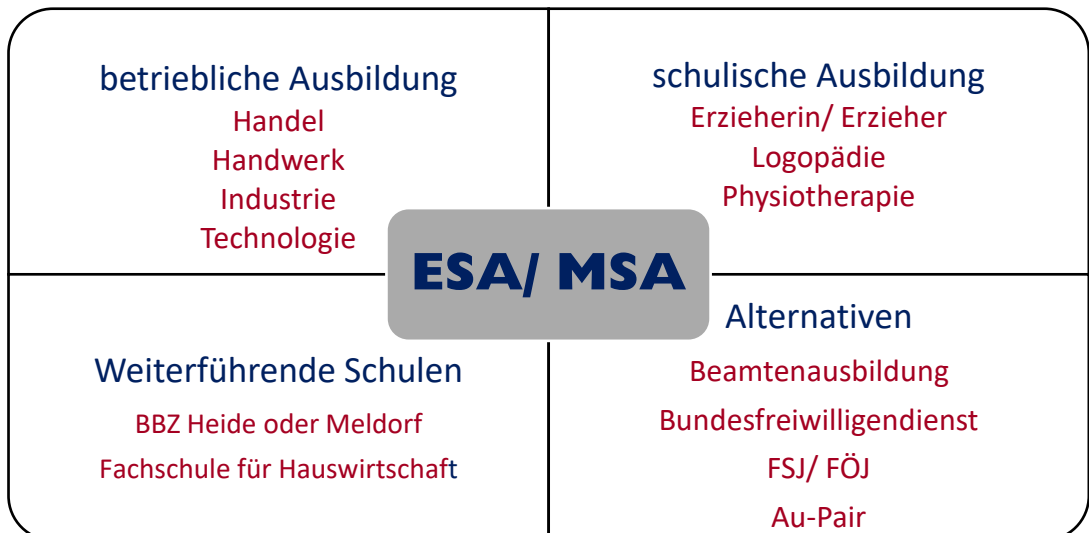 betriebliche Ausbildung
Handel
Handwerk
Industrie
Technologie
schulische Ausbildung
Erzieherin/ Erzieher
Logopädie
Physiotherapie
ESA/ MSA
Weiterführende Schulen
BBZ Heide oder Meldorf
Fachschule für Hauswirtschaft
Alternativen
Beamtenausbildung
Bundesfreiwilligendienst
FSJ/ FÖJ
Au-Pair